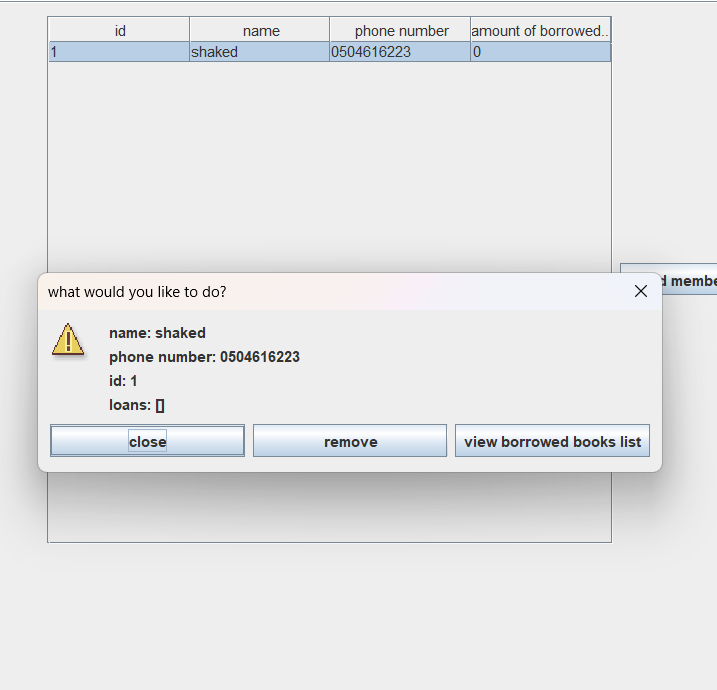 id name phone number amount of borrowed...
1 shaked 0504616223 0
what would you like to do?
name: shaked
phone number: 0504616223
id: 1
loans: []
close remove view borrowed books list